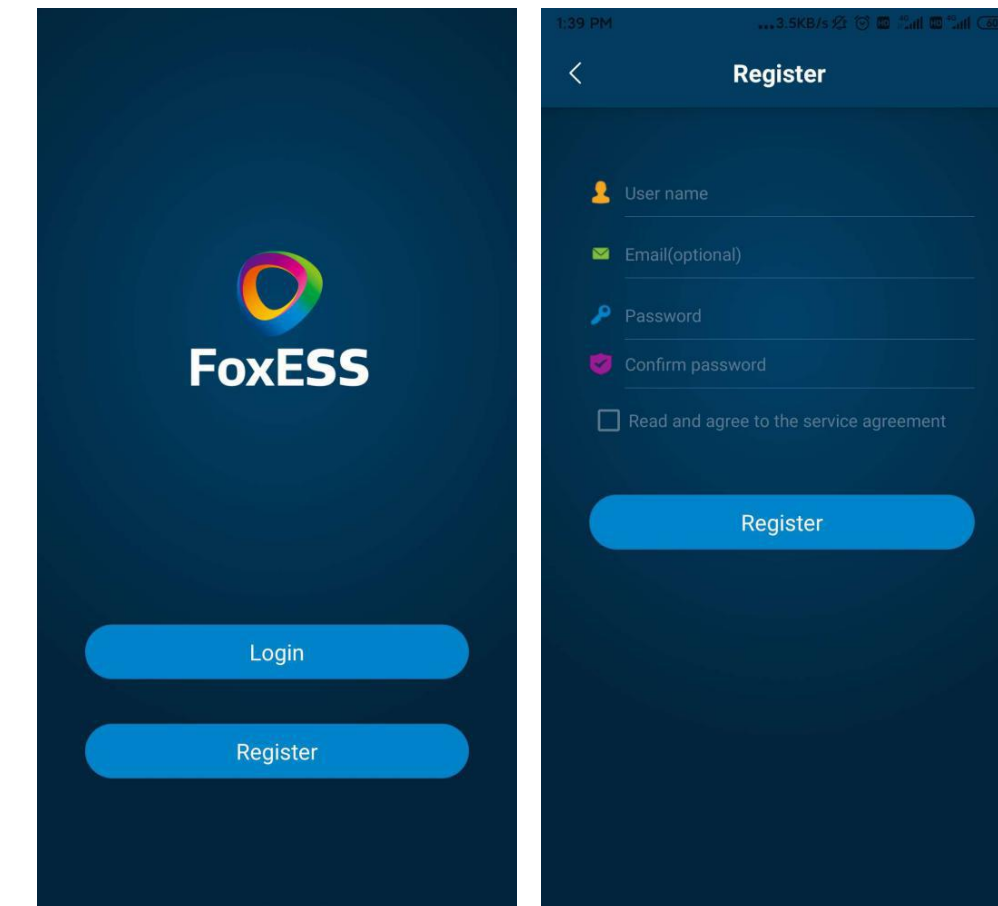 FoxESS
Login
Register
1:39 PM ...3.5KB/s
Register
User name
Email(optional)
Password
Confirm password
Read and agree to the service agreement
Register